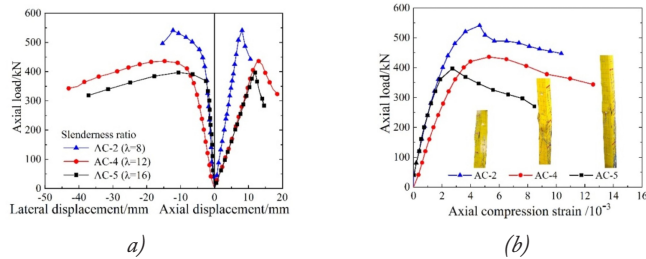 600
500
400
300
200
100
0
Axial load/kN
Slenderness ratio
AC-2 (λ=8)
AC-4 (λ=12)
AC-5 (λ=16)
-50 -40 -30 -20 -10 0 10 20
Lateral displacement/mm Axial displacement/mm
a)
600
500
400
300
200
100
0
Axial load/kN
AC-2 AC-4 AC-5
0 2 4 6 8 10 12 14 16
Axial compression strain /10⁻³
(b)